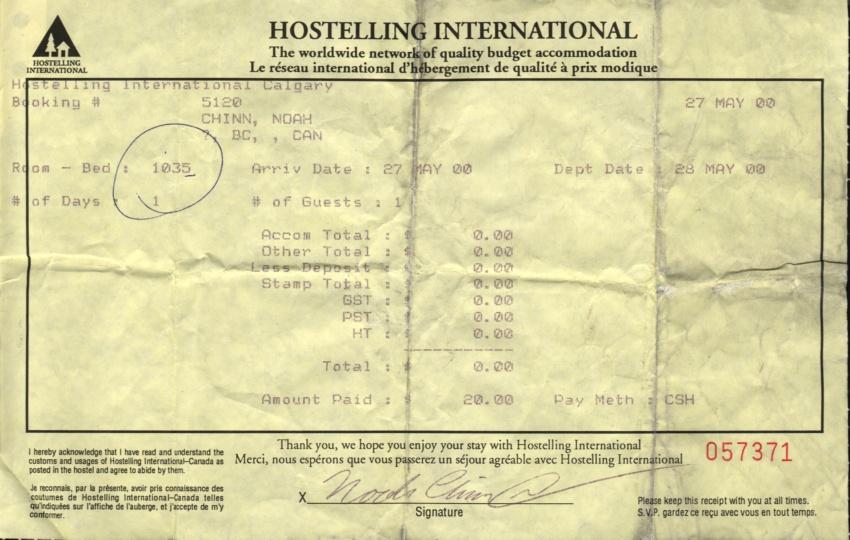 HOSTELLING INTERNATIONAL
The worldwide network of quality budget accommodation
Le réseau international d'hébergement de qualité à prix modique
HOSTELLING
INTERNATIONAL
Hostelling International Calgary
Booking # 5120 27 MAY 00
CHINN, NOAH
?, BC, , CAN
Room - Bed : 1035 Arriv Date : 27 MAY 00 Dept Date : 28 MAY 00
# of Days : 1 # of Guests : 1
Accom Total : $ 0.00
Other Total : $ 0.00
Less Deposit : $ 0.00
Stamp Total : $ 0.00
GST : $ 0.00
PST : $ 0.00
HT : $ 0.00
Total : $ 0.00
Amount Paid : $ 20.00 Pay Meth : CSH
Thank you, we hope you enjoy your stay with Hostelling International
Merci, nous espérons que vous passerez un séjour agréable avec Hostelling International
057371
I hereby acknowledge that I have read and understand the
customs and usages of Hostelling International–Canada as
posted in the hostel and agree to abide by them.
Je reconnais, par la présente, avoir pris connaissance des
coutumes de Hostelling International–Canada telles
qu'indiquées sur l'affiche de l'auberge, et j'accepte de m'y
conformer.
X Noah Chinn
Signature
Please keep this receipt with you at all times.
S.V.P. gardez ce reçu avec vous en tout temps.